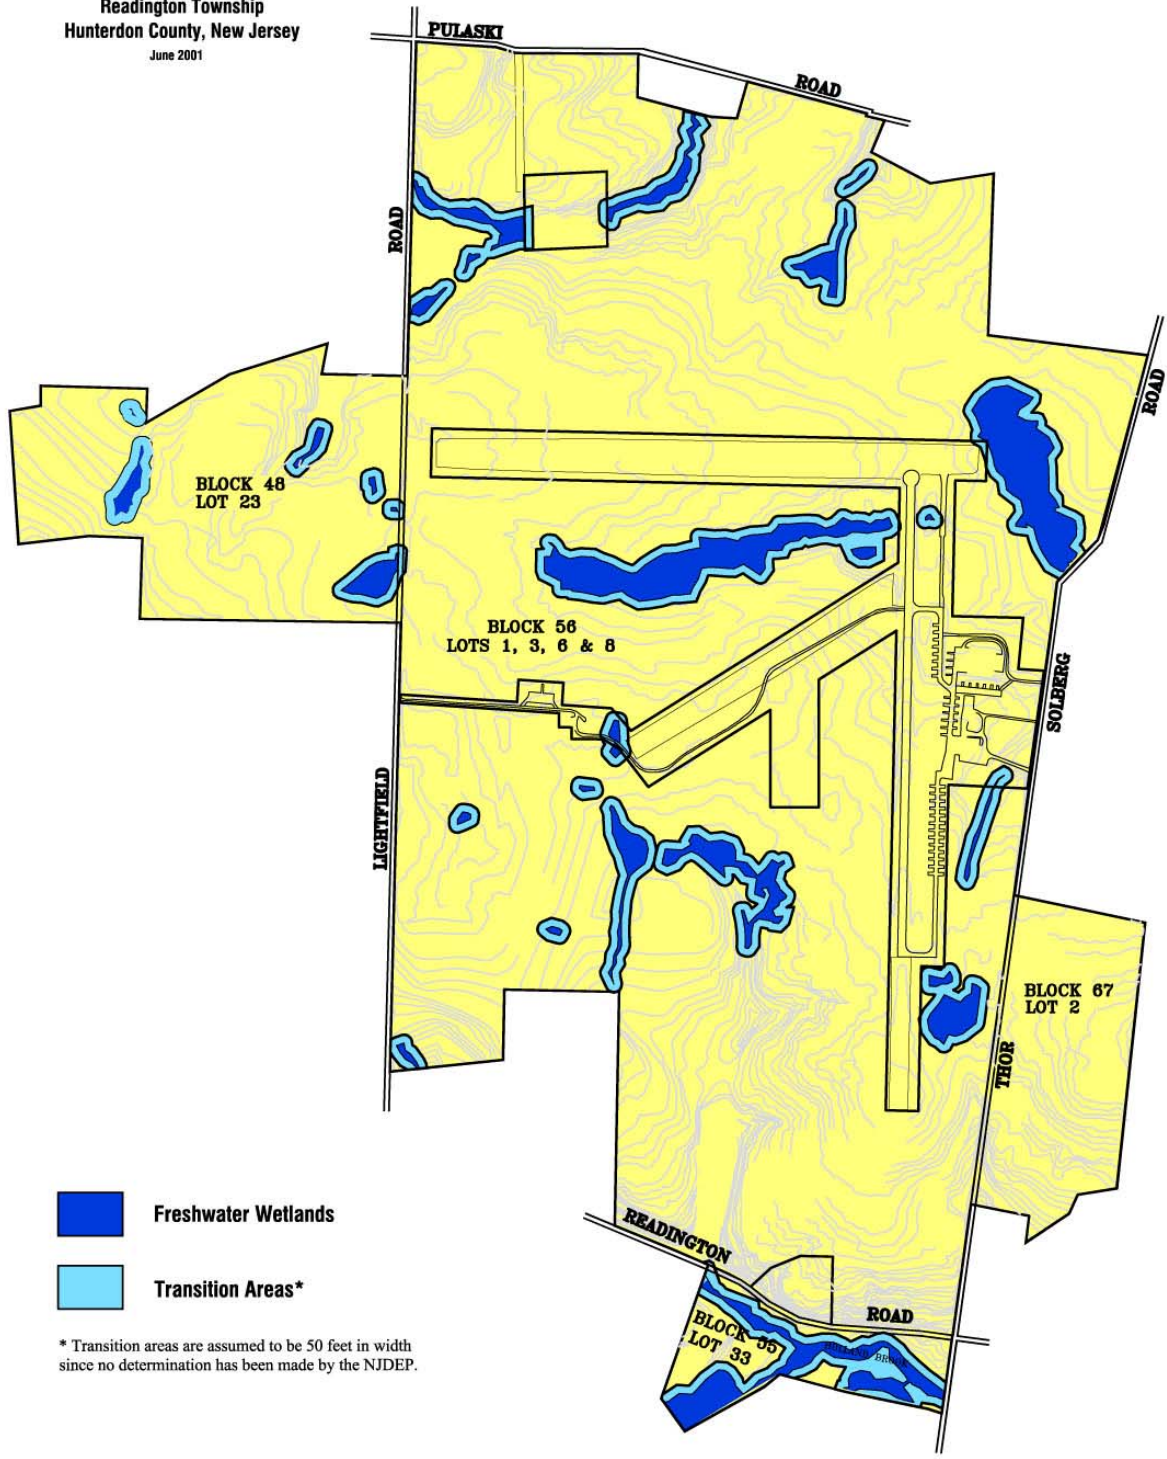 Readington Township
Hunterdon County, New Jersey
June 2001
PULASKI
ROAD
ROAD
ROAD
BLOCK 48
LOT 23
BLOCK 56
LOTS 1, 3, 6 & 8
SOLBERG
LIGHTFIELD
BLOCK 67
LOT 2
THOR
Freshwater Wetlands
READINGTON
Transition Areas*
ROAD
BLOCK 55
LOT 33
HOLLAND BROOK
* Transition areas are assumed to be 50 feet in width
since no determination has been made by the NJDEP.